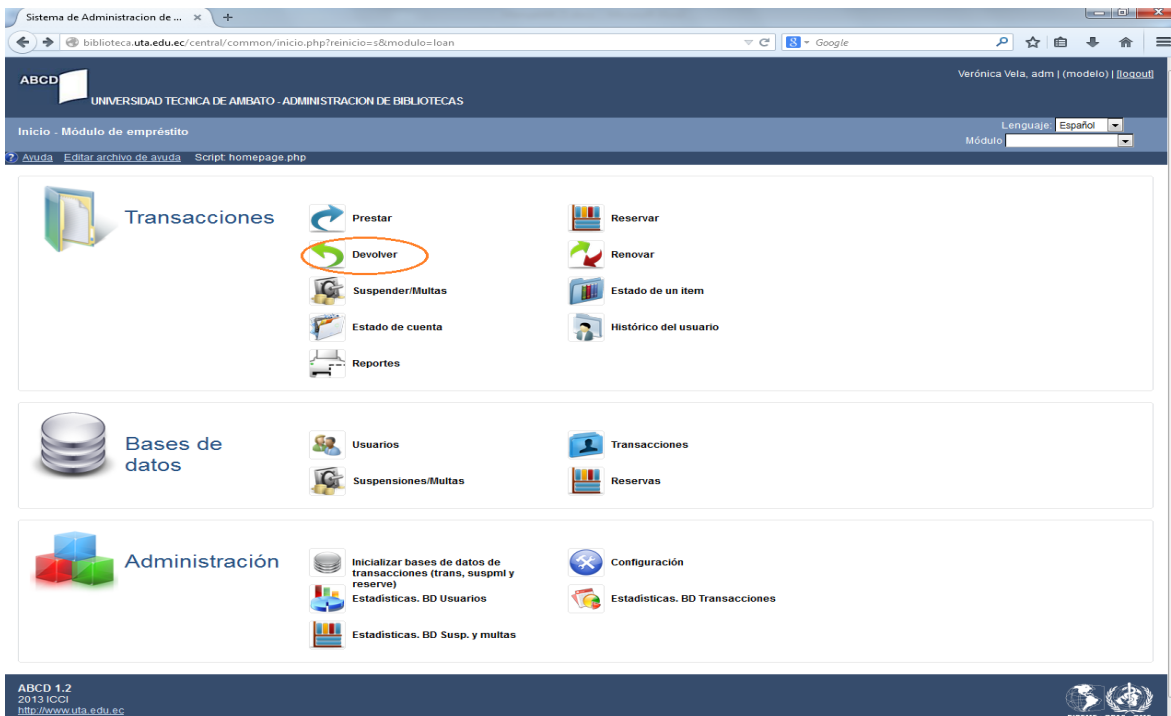 Sistema de Administracion de ...
biblioteca.uta.edu.ec/central/common/inicio.php?reinicio=s&modulo=loan
Google
ABCD
Verónica Vela, adm | (modelo) | [logout]
UNIVERSIDAD TECNICA DE AMBATO - ADMINISTRACION DE BIBLIOTECAS
Inicio - Módulo de empréstito
Lenguaje: Español
Módulo
Ayuda Editar archivo de ayuda Script: homepage.php
Transacciones
Prestar
Reservar
Devolver
Renovar
Suspender/Multas
Estado de un item
Estado de cuenta
Histórico del usuario
Reportes
Bases de
datos
Usuarios
Transacciones
Suspensiones/Multas
Reservas
Administración
Inicializar bases de datos de
transacciones (trans, suspml y
reserve)
Configuración
Estadísticas. BD Usuarios
Estadísticas. BD Transacciones
Estadísticas. BD Susp. y multas
ABCD 1.2
2013 ICCI
http://www.uta.edu.ec